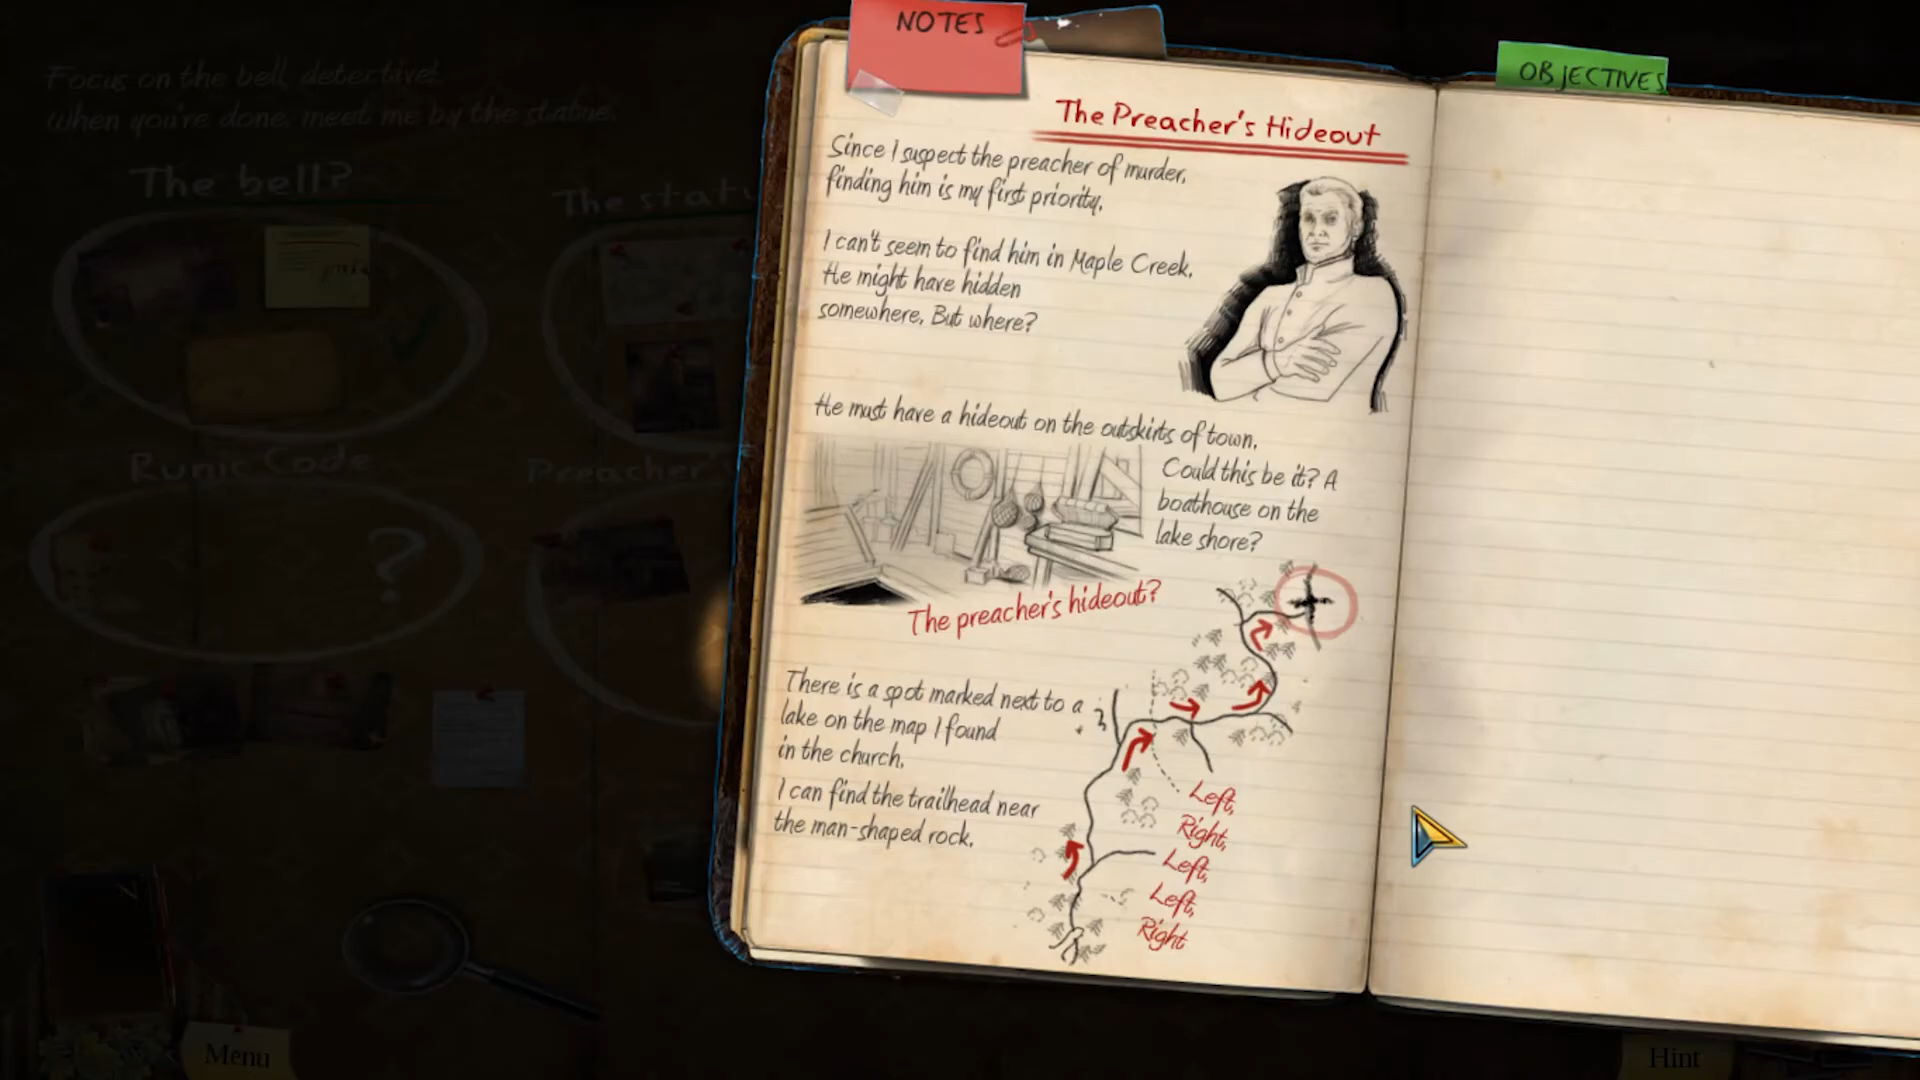 Focus on the bell, detective!
when you're done, meet me by the statue.
The bell?
The statu
Runic Code
Preacher's
?
Menu
NOTES
OBJECTIVES
The Preacher's Hideout
Since I suspect the preacher of murder,
finding him is my first priority.
I can't seem to find him in Maple Creek.
He might have hidden
somewhere. But where?
He must have a hideout on the outskirts of town.
Could this be it? A
boathouse on the
lake shore?
The preacher's hideout?
There is a spot marked next to a
lake on the map I found
in the church.
I can find the trailhead near
the man-shaped rock.
Left,
Right,
Left,
Left,
Right
Hint